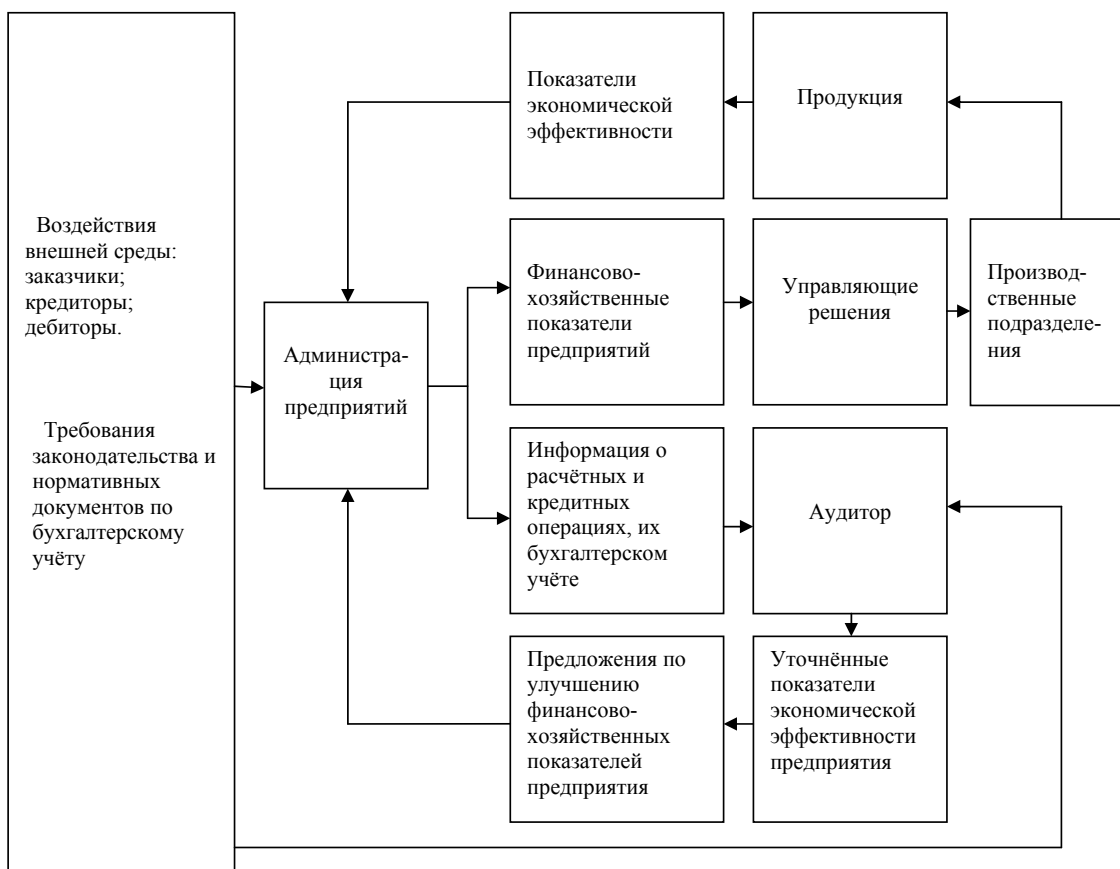 Воздействия
внешней среды:
заказчики;
кредиторы;
дебиторы.
Требования
законодательства и
нормативных
документов по
бухгалтерскому
учёту
Администра-
ция
предприятий
Показатели
экономической
эффективности
Продукция
Финансово-
хозяйственные
показатели
предприятий
Управляющие
решения
Производ-
ственные
подразделе-
ния
Информация о
расчётных и
кредитных
операциях, их
бухгалтерском
учёте
Аудитор
Предложения по
улучшению
финансово-
хозяйственных
показателей
предприятия
Уточнённые
показатели
экономической
эффективности
предприятия